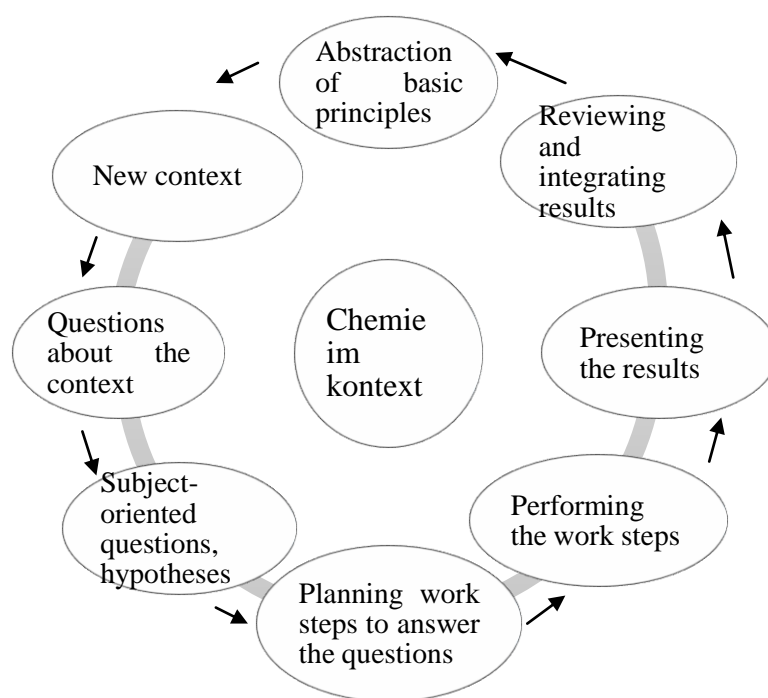 Abstraction
of basic
principles
Reviewing
and
integrating
results
New context
Questions
about the
context
Chemie
im
kontext
Presenting
the results
Subject-
oriented
questions,
hypotheses
Performing
the work steps
Planning work
steps to answer
the questions